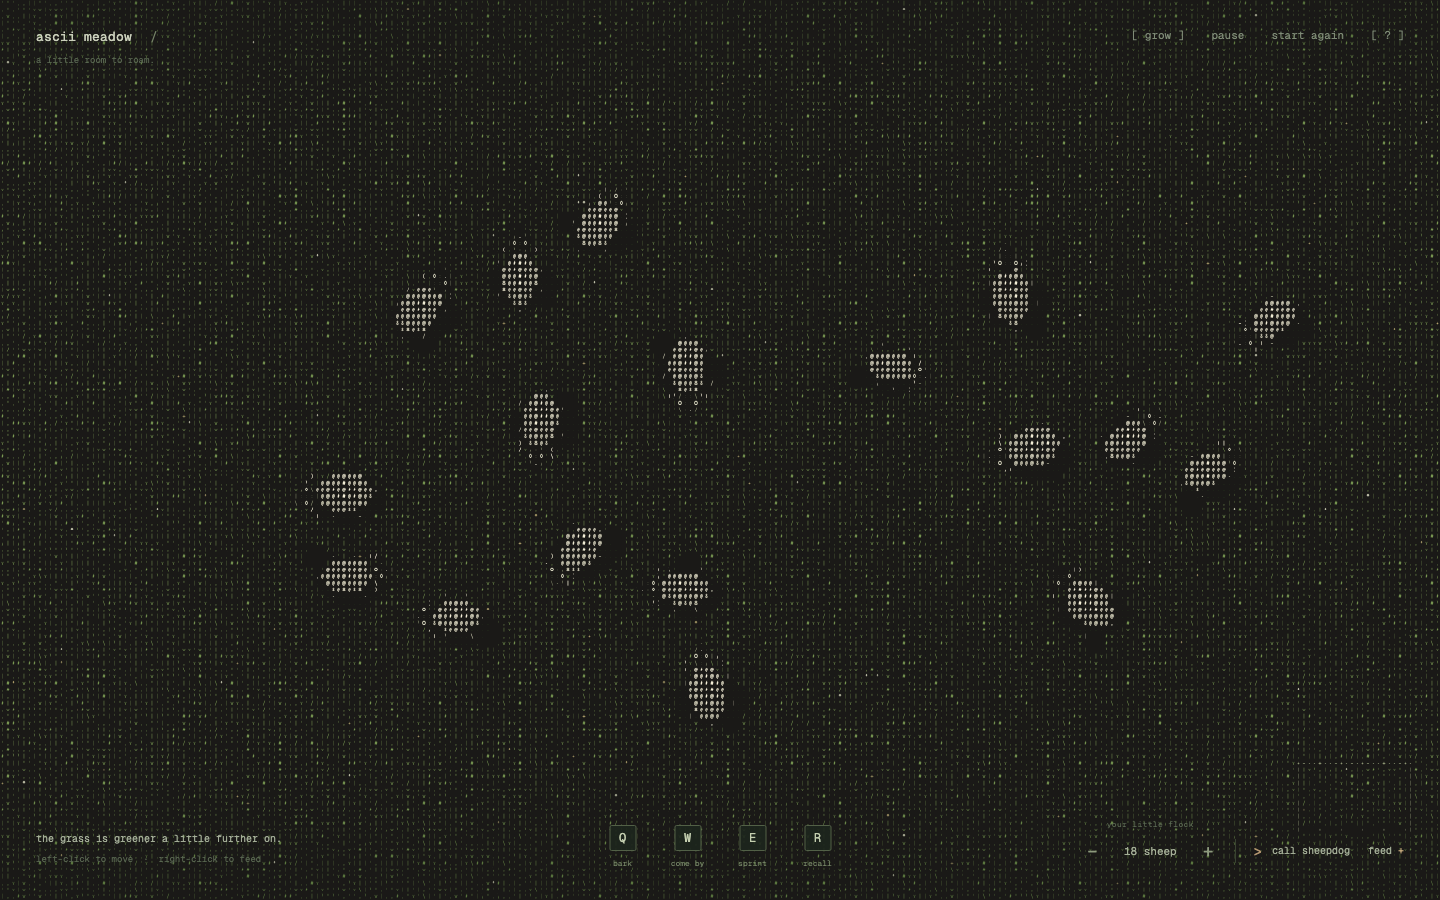 ascii meadow /
a little room to roam
[ grow ] pause start again [ ? ]
the grass is greener a little further on.
left-click to move · right-click to feed
Q W E R
bark come by sprint recall
your little flock
− 18 sheep + > call sheepdog feed +